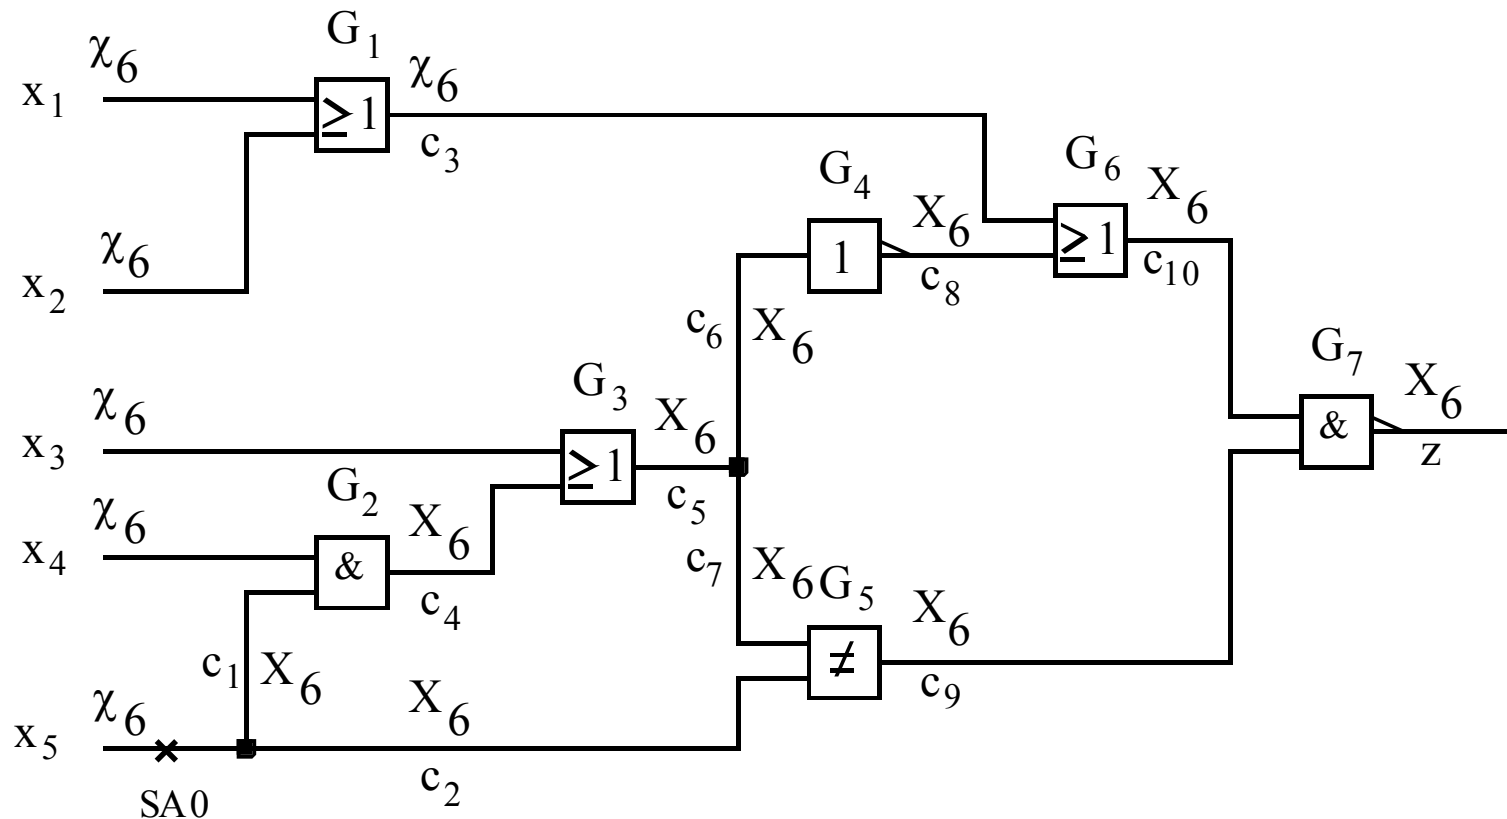 G₁
χ₆
x₁
≥ 1
χ₆
c₃
G₆
G₄
X₆
χ₆
X₆
≥ 1
x₂
1
c₈
c₁₀
c₆
X₆
G₇
G₃
X₆
χ₆
X₆
&
z
x₃
≥ 1
G₂
c₅
χ₆
X₆
x₄
&
c₇
X₆
G₅
c₄
X₆
≠
c₁
X₆
c₉
χ₆
X₆
x₅
c₂
SA0